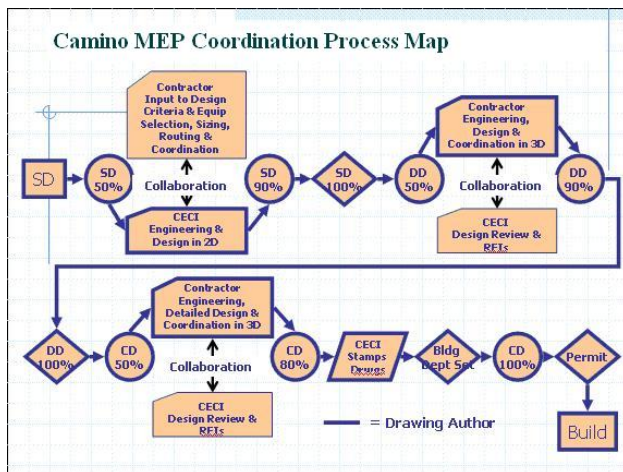 Camino MEP Coordination Process Map
Contractor
Input to Design
Criteria & Equip
Selection, Sizing,
Routing &
Coordination
SD
SD
50%
Collaboration
CECI
Engineering &
Design in 2D
SD
90%
SD
100%
DD
50%
Contractor
Engineering,
Design &
Coordination in 3D
Collaboration
CECI
Design Review &
RFIs
DD
90%
DD
100%
CD
50%
Contractor
Engineering,
Detailed Design &
Coordination in 3D
Collaboration
CECI
Design Review &
RFIs
CD
80%
CECI
Stamps
Drwgs
Bldg
Dept Set
CD
100%
Permit
Build
= Drawing Author